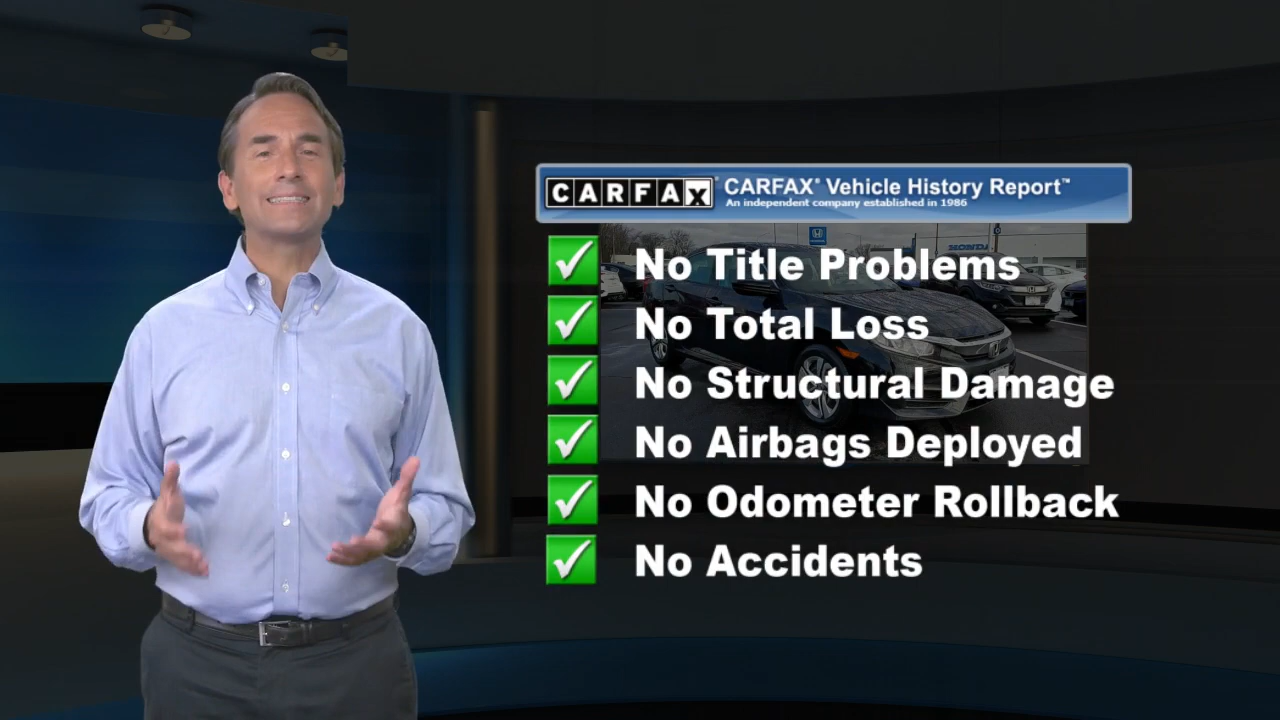 CARFAX® CARFAX® Vehicle History Report™
An independent company established in 1986
HONDA
No Title Problems
No Total Loss
No Structural Damage
No Airbags Deployed
No Odometer Rollback
No Accidents